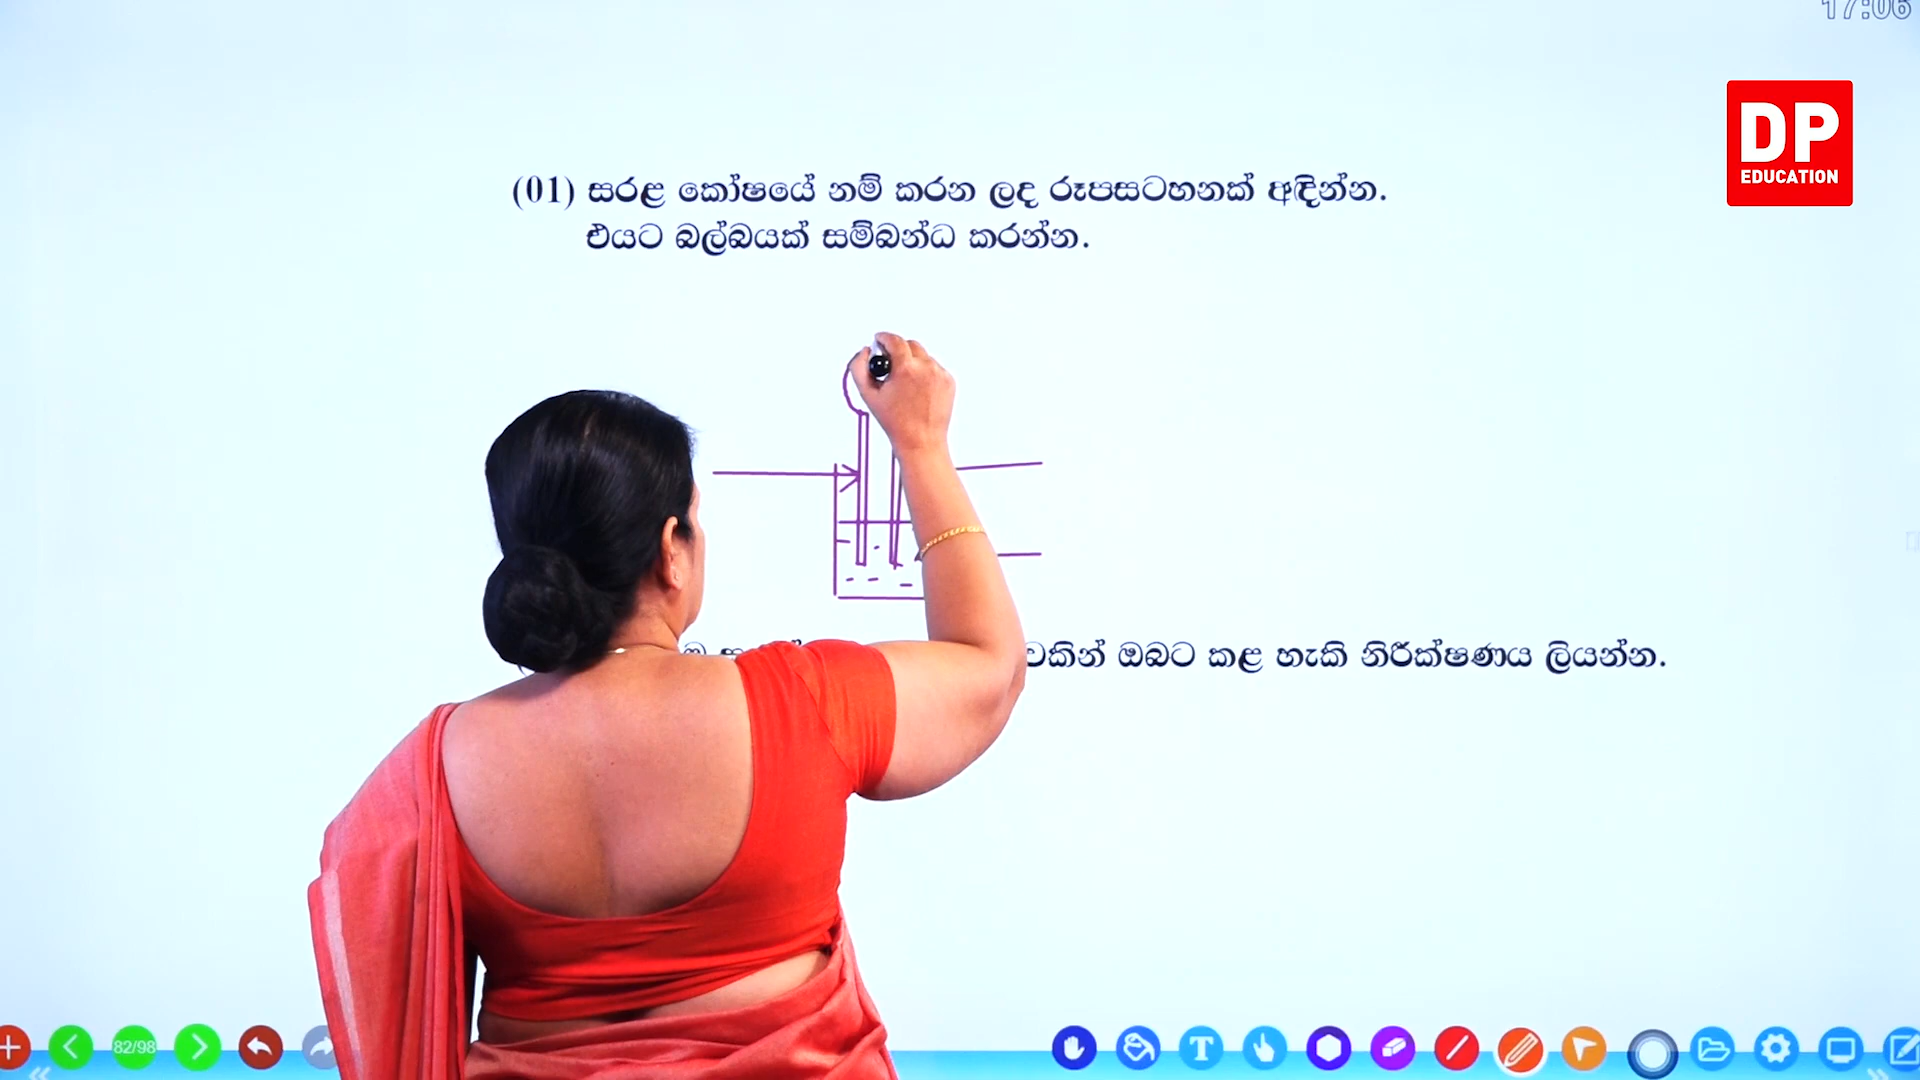 17:06
DP
EDUCATION
(01) සරළ කෝෂයේ නම් කරන ලද රූපසටහනක් අඳින්න.
එයට බල්බයක් සම්බන්ධ කරන්න.
ඔබට කළ හැකි නිරීක්ෂණය ලියන්න.
82/98
T